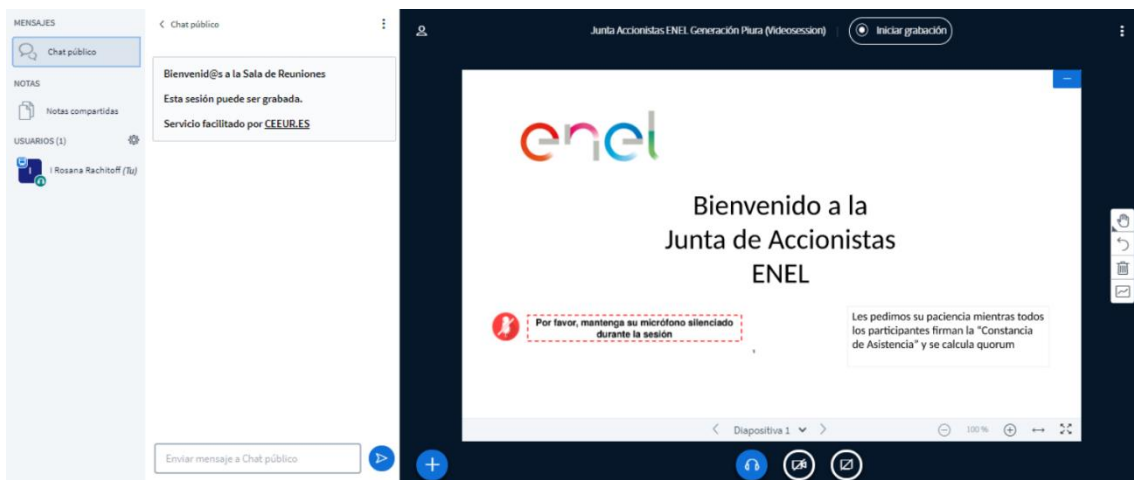 MENSAJES
Chat público
NOTAS
Notas compartidas
USUARIOS (1)
I
I Rosana Rachitoff (Tu)
Chat público
Bienvenid@s a la Sala de Reuniones
Esta sesión puede ser grabada.
Servicio facilitado por CEEUR.ES
Enviar mensaje a Chat público
Junta Accionistas ENEL Generación Piura (Videosession)
Iniciar grabación
enel
Bienvenido a la
Junta de Accionistas
ENEL
Por favor, mantenga su micrófono silenciado
durante la sesión
Les pedimos su paciencia mientras todos
los participantes firman la "Constancia
de Asistencia" y se calcula quorum
Diapositiva 1
100 %